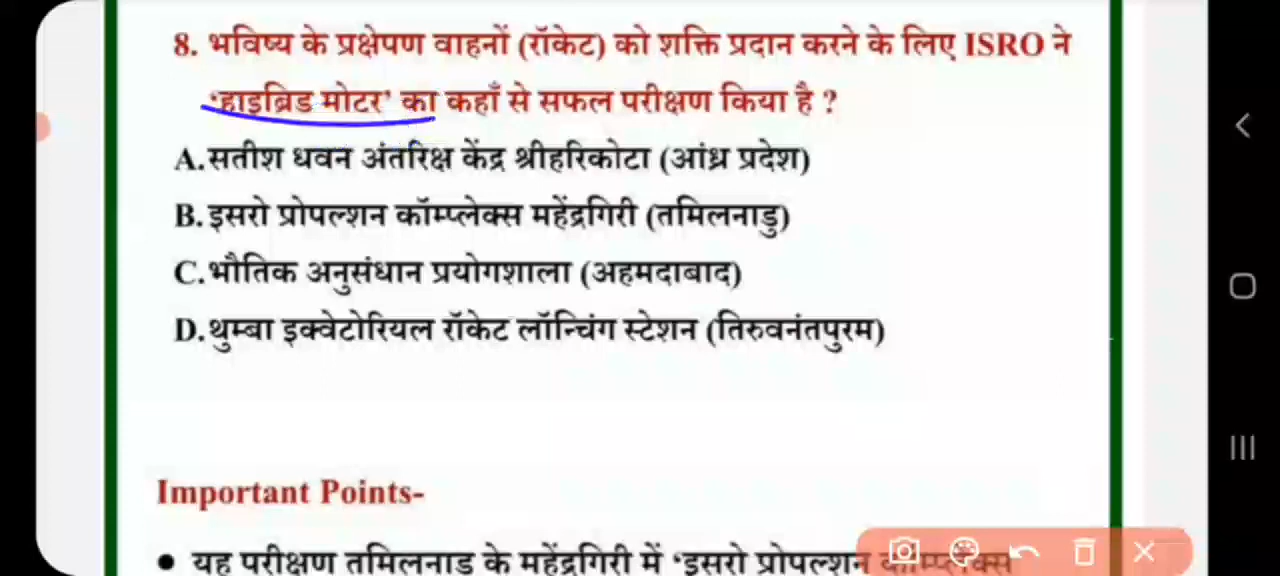 8. भविष्य के प्रक्षेपण वाहनों (रॉकेट) को शक्ति प्रदान करने के लिए ISRO ने
‘हाइब्रिड मोटर’ का कहाँ से सफल परीक्षण किया है ?
A.सतीश धवन अंतरिक्ष केंद्र श्रीहरिकोटा (आंध्र प्रदेश)
B.इसरो प्रोपल्शन कॉम्प्लेक्स महेंद्रगिरी (तमिलनाडु)
C.भौतिक अनुसंधान प्रयोगशाला (अहमदाबाद)
D.थुम्बा इक्वेटोरियल रॉकेट लॉन्चिंग स्टेशन (तिरुवनंतपुरम)
Important Points-
● यह परीक्षण तमिलनाडु के महेंद्रगिरी में ‘इसरो प्रोपल्शन कॉम्प्लेक्स